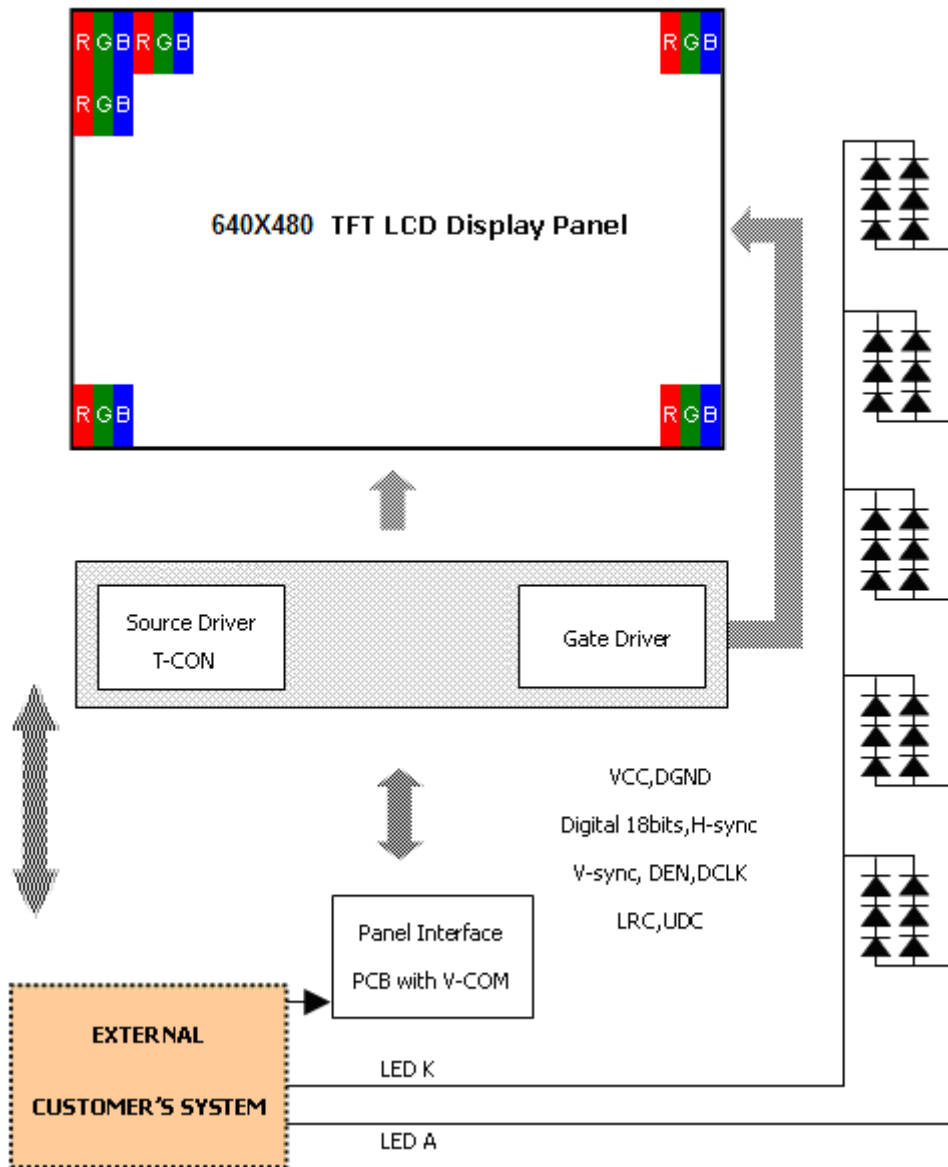 RGBRGB
RGB
RGB
640X480 TFT LCD Display Panel
RGB
RGB
Source Driver
T-CON
Gate Driver
VCC,DGND
Digital 18bits,H-sync
V-sync, DEN,DCLK
LRC,UDC
Panel Interface
PCB with V-COM
EXTERNAL
CUSTOMER'S SYSTEM
LED K
LED A